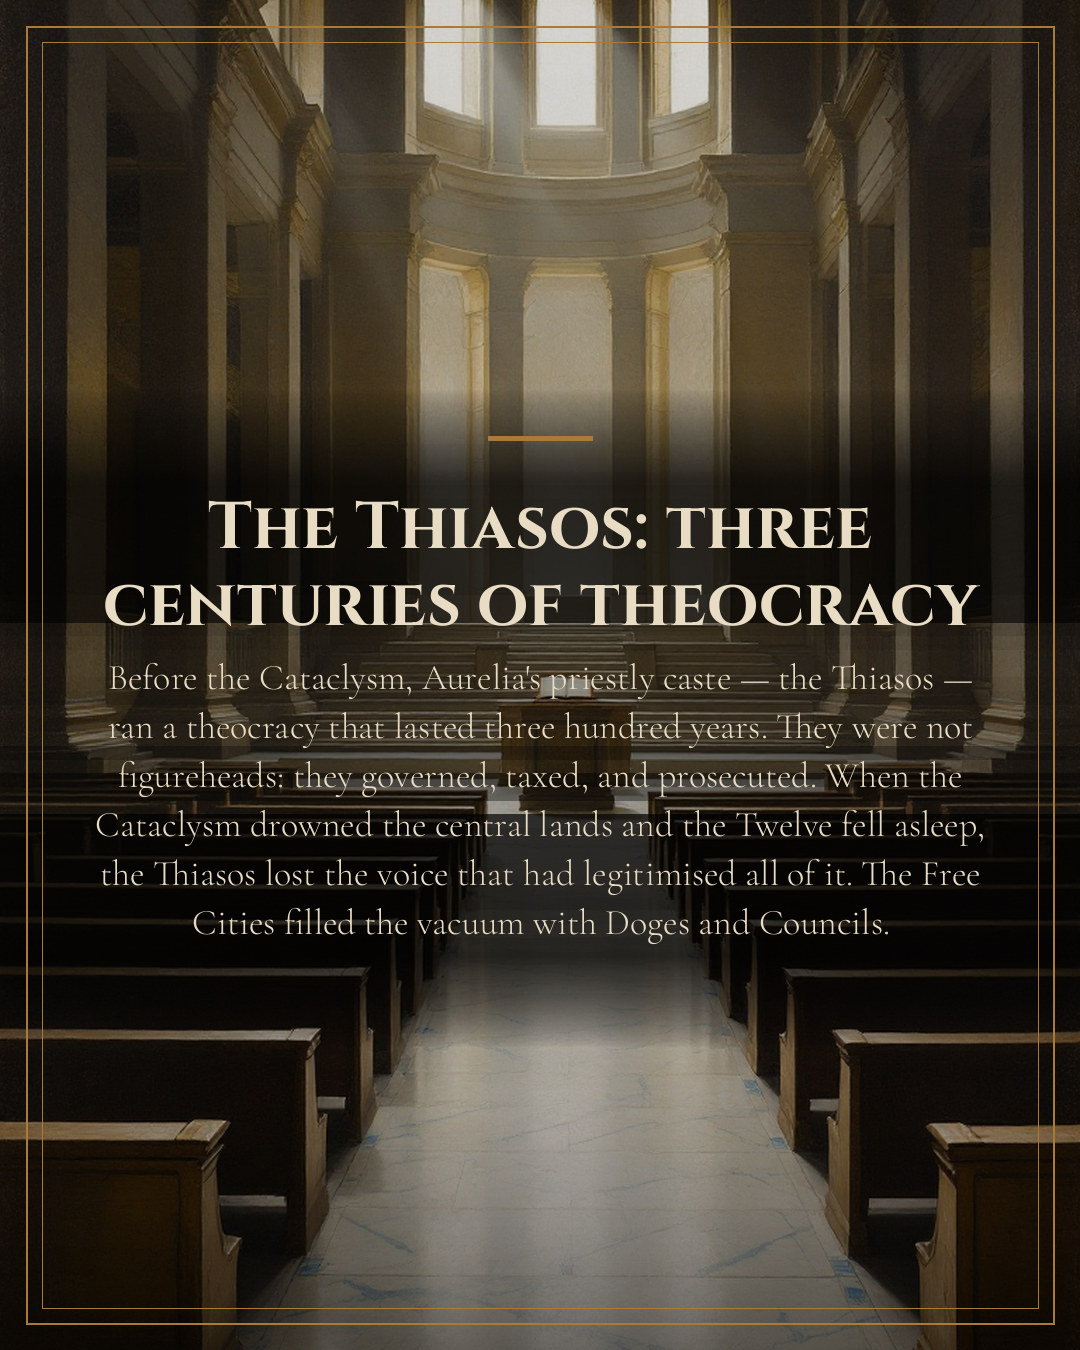 The Thiasos: three
centuries of theocracy
Before the Cataclysm, Aurelia's priestly caste — the Thiasos —
ran a theocracy that lasted three hundred years. They were not
figureheads: they governed, taxed, and prosecuted. When the
Cataclysm drowned the central lands and the Twelve fell asleep,
the Thiasos lost the voice that had legitimised all of it. The Free
Cities filled the vacuum with Doges and Councils.